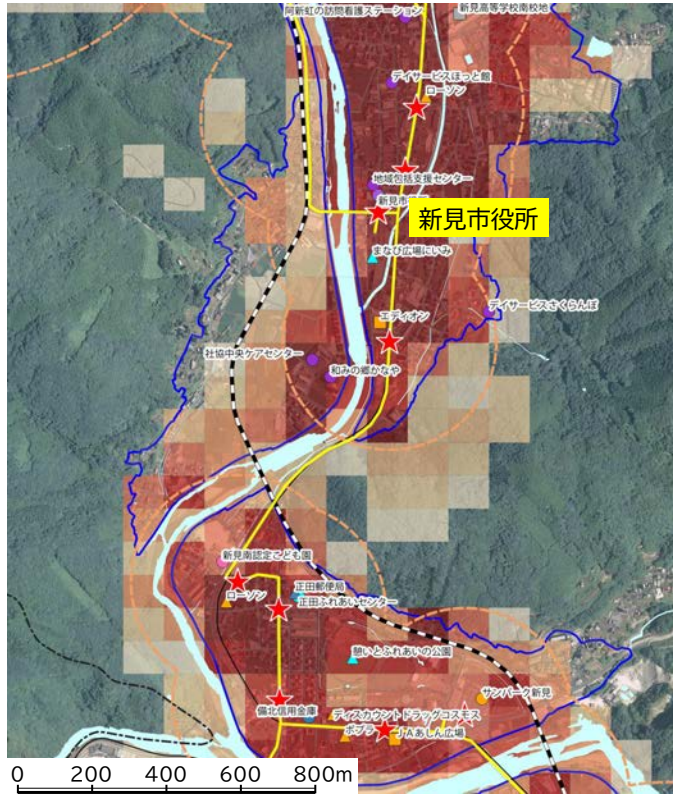 阿新虹の訪問看護ステーション
新見高等学校南校地
デイサービスほっと館
ローソン
地域包括支援センター
新見市
新見市役所
まなび広場にいみ
エディオン
デイサービスさくらんぼ
社協中央ケアセンター
和みの郷かなや
新見南認定こども園
ローソン
正田郵便局
正田ふれあいセンター
憩いとふれあいの公園
サンパーク新見
備北信用金庫
ディスカウントドラッグコスモス
ポプラ
JAあしん広場
0 200 400 600 800m